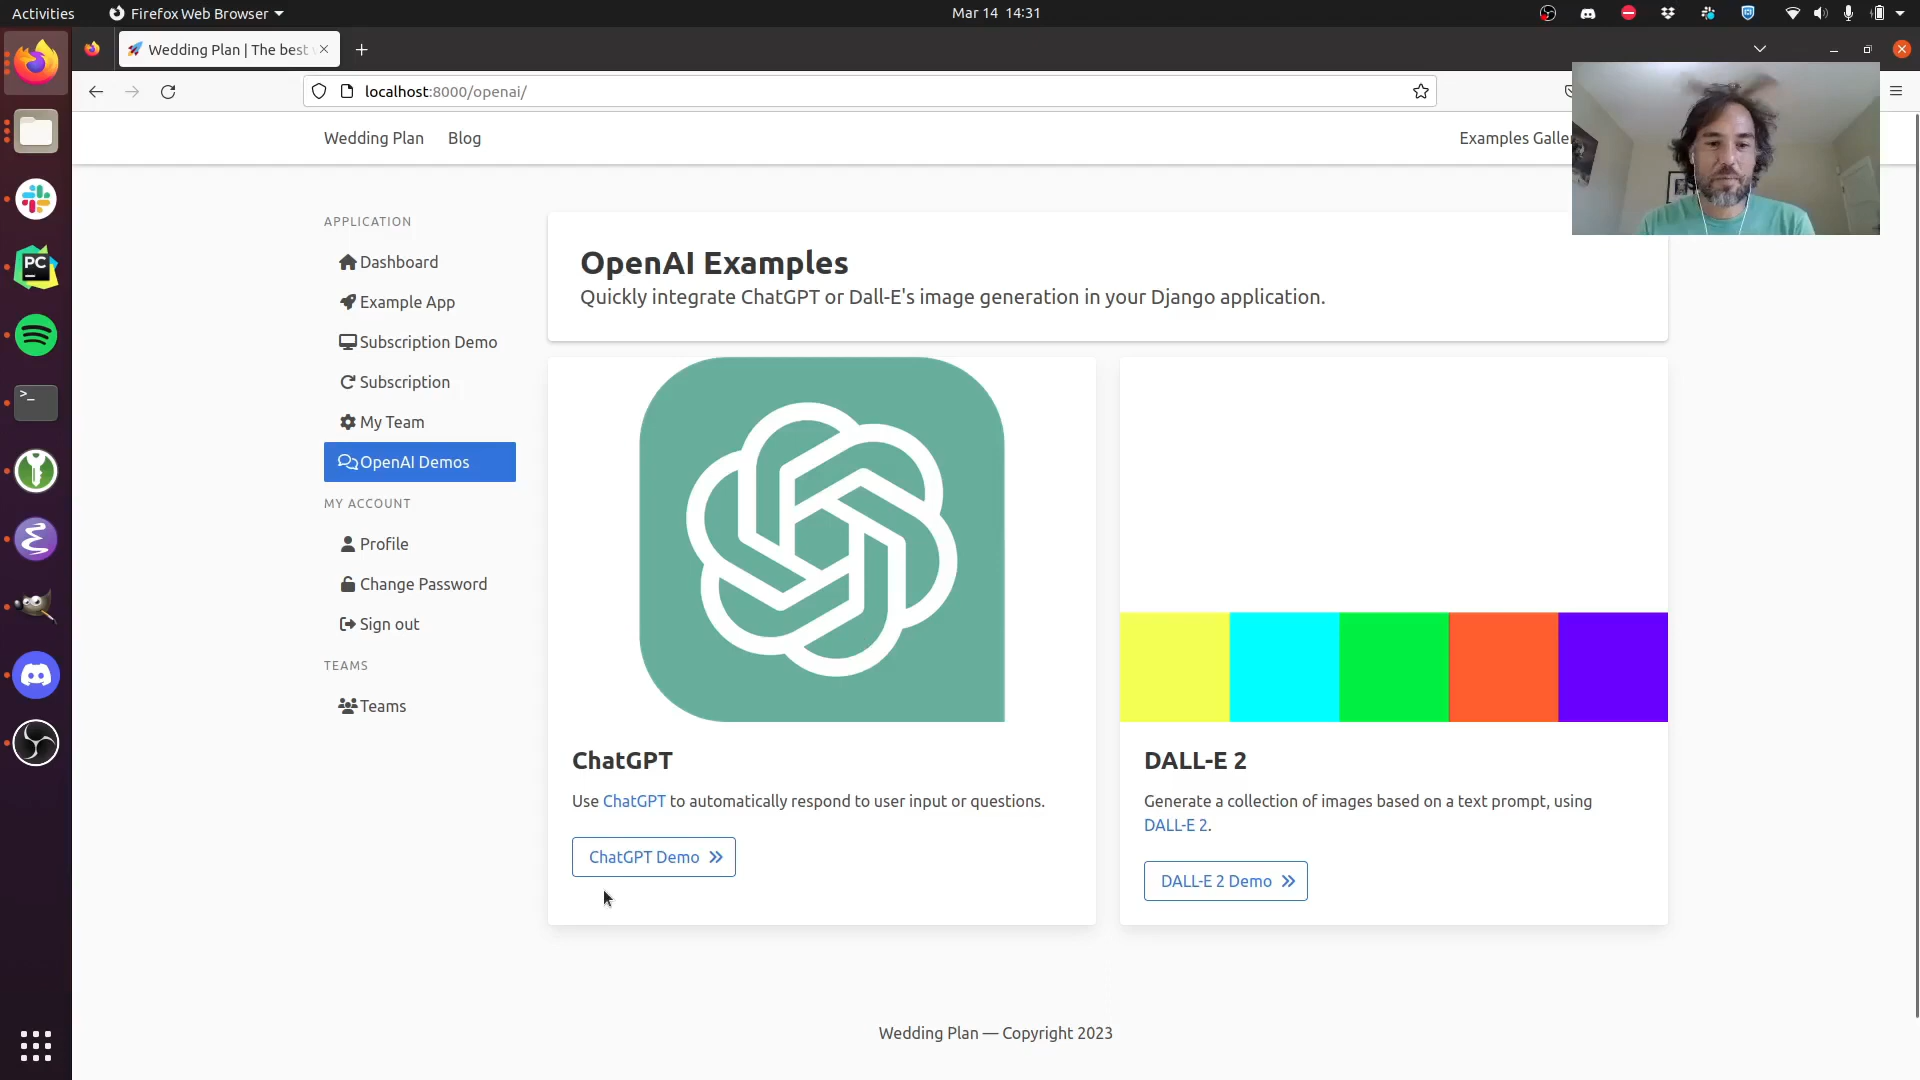 Activities
Firefox Web Browser
Mar 14 14:31
Wedding Plan | The best
localhost:8000/openai/
Wedding Plan
Blog
Examples Galler
APPLICATION
Dashboard
Example App
Subscription Demo
Subscription
My Team
OpenAI Demos
MY ACCOUNT
Profile
Change Password
Sign out
TEAMS
Teams
OpenAI Examples
Quickly integrate ChatGPT or Dall-E's image generation in your Django application.
ChatGPT
Use ChatGPT to automatically respond to user input or questions.
ChatGPT Demo
DALL-E 2
Generate a collection of images based on a text prompt, using
DALL-E 2.
DALL-E 2 Demo
Wedding Plan — Copyright 2023
PC
>_